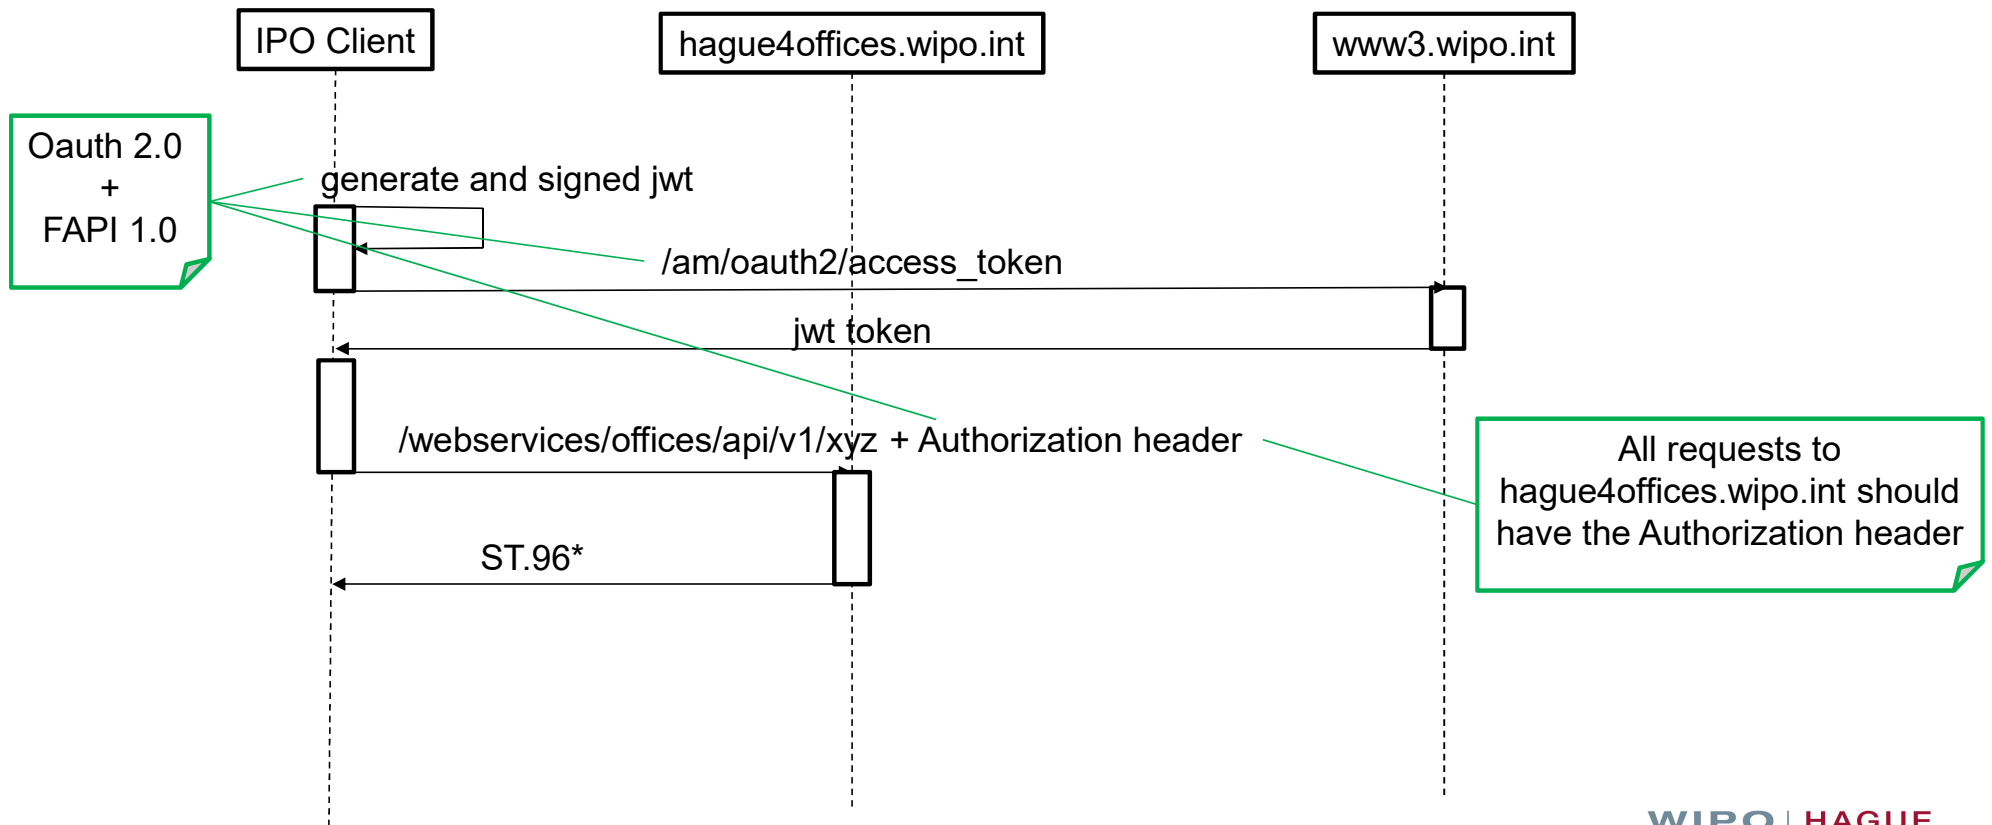 IPO Client
hague4offices.wipo.int
www3.wipo.int
Oauth 2.0
+
FAPI 1.0
generate and signed jwt
/am/oauth2/access_token
jwt token
/webservices/offices/api/v1/xyz + Authorization header
All requests to
hague4offices.wipo.int should
have the Authorization header
ST.96*
WIPO | HAGUE